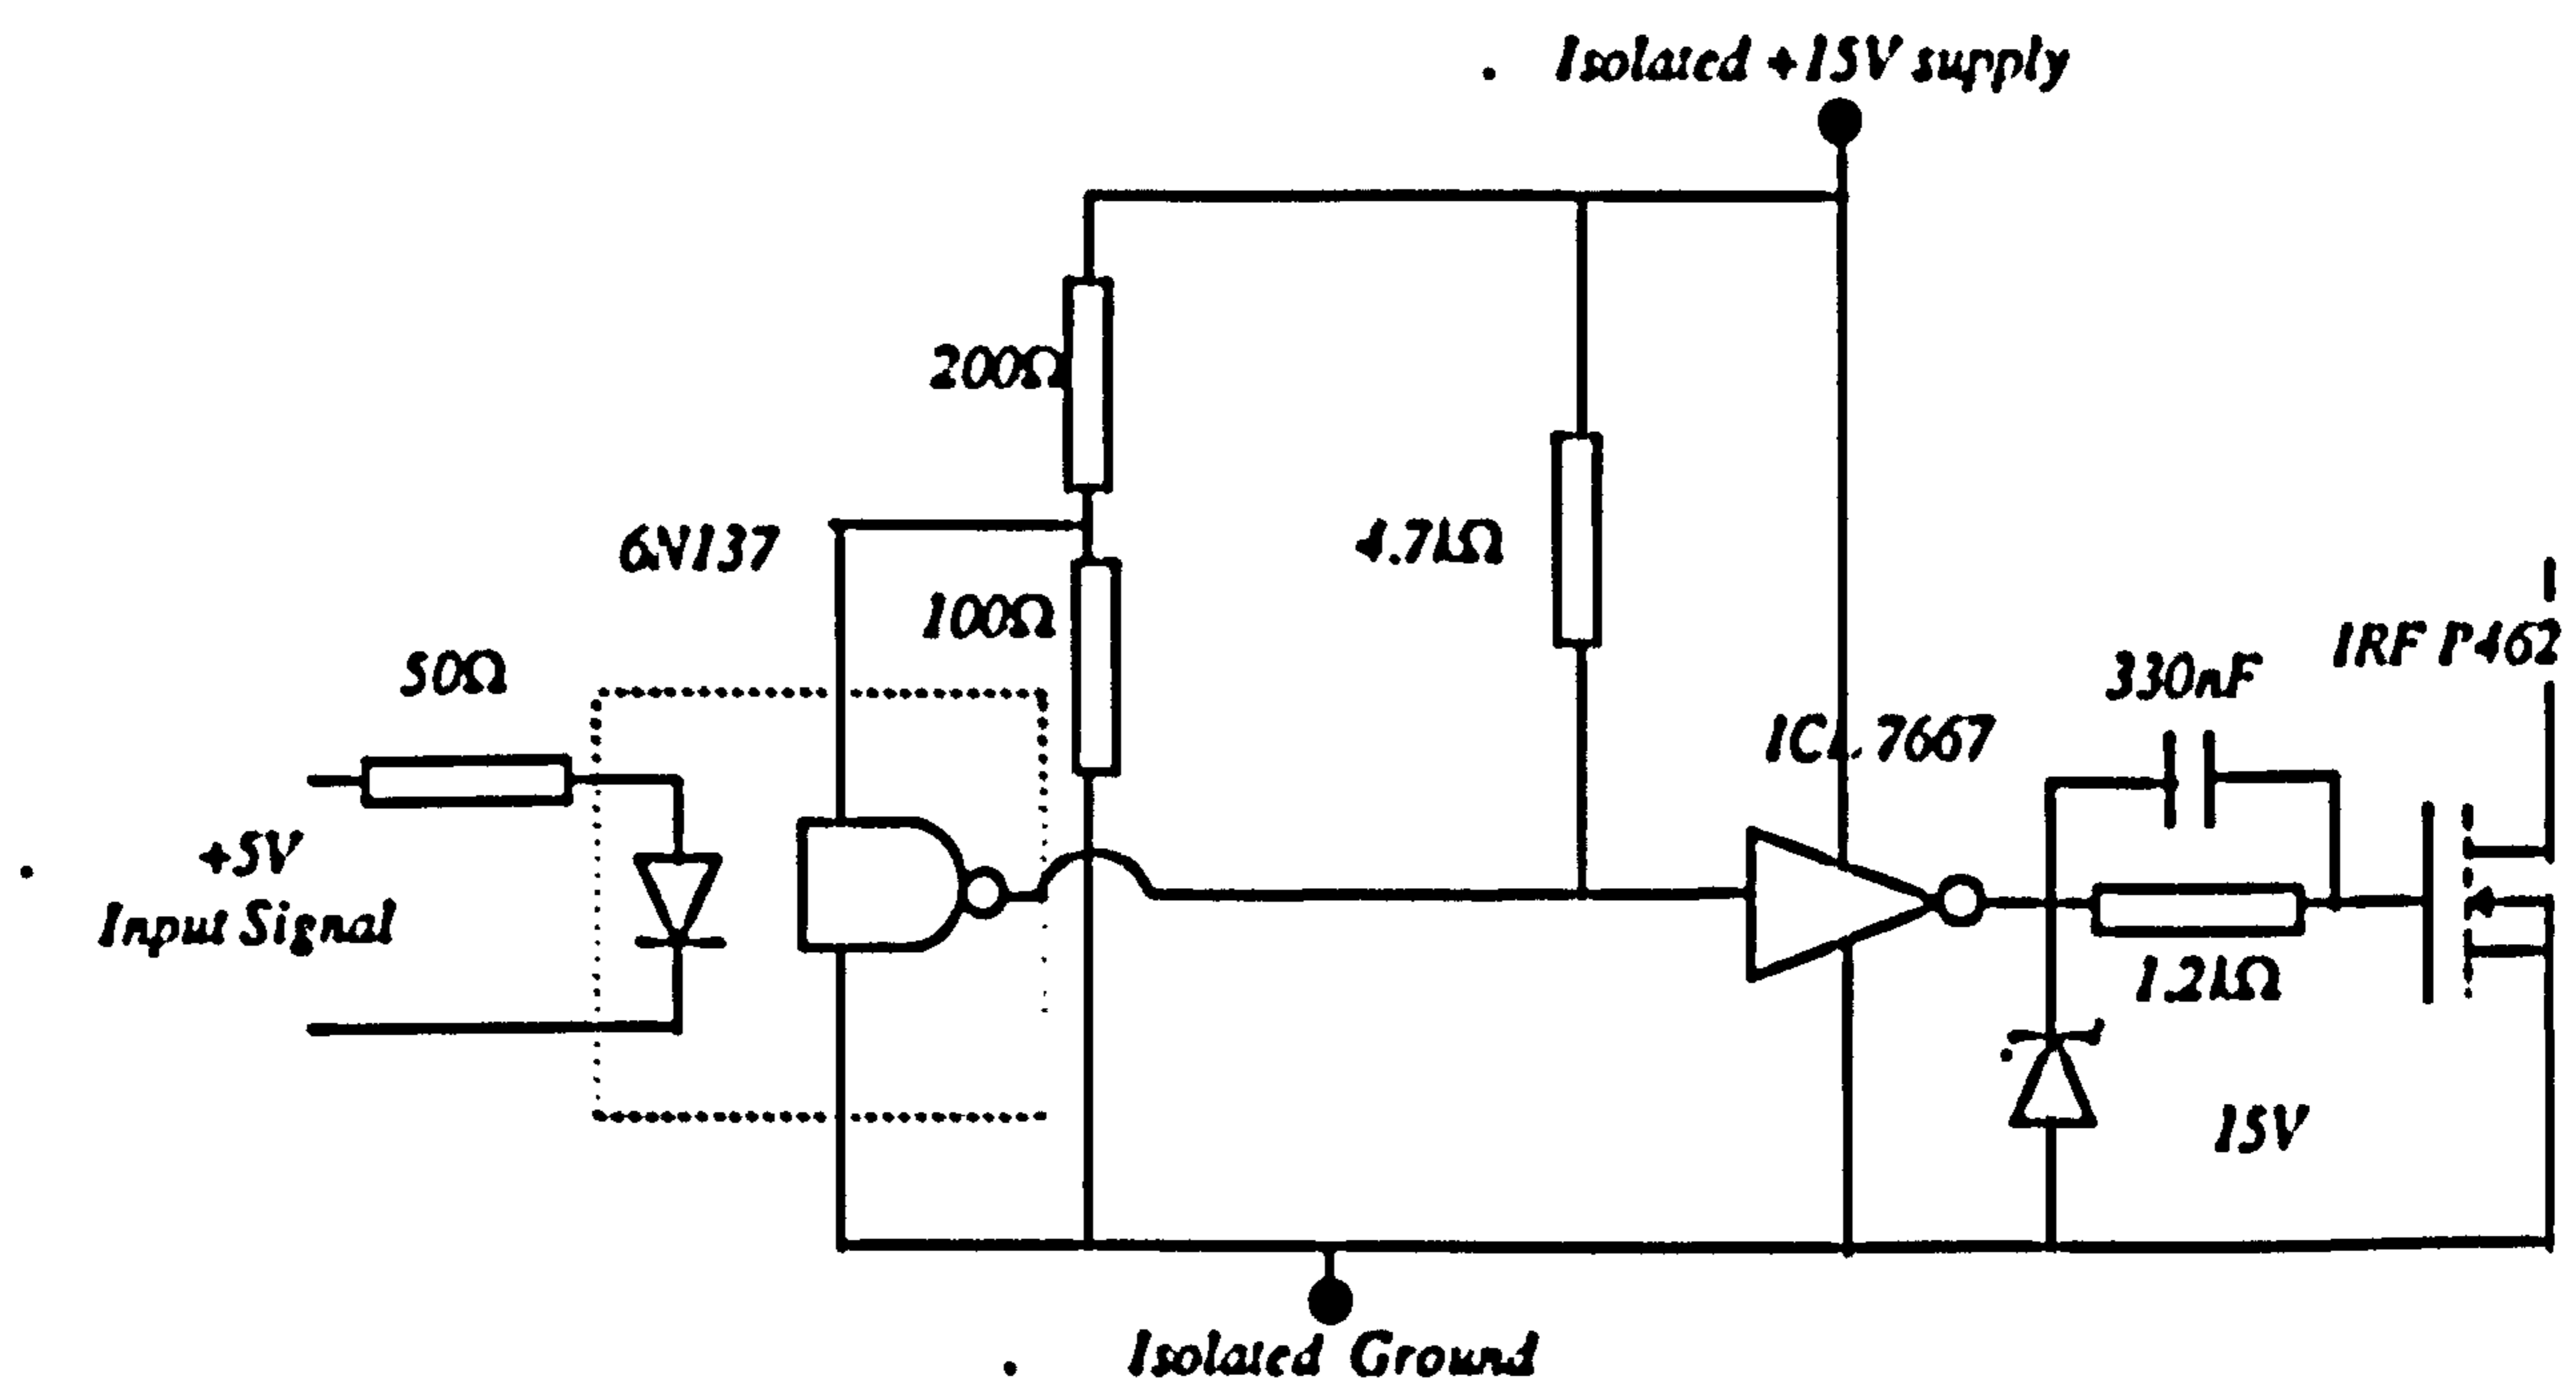 Isolated +15V supply
200Ω
6N137
4.7kΩ
100Ω
IRF P462
50Ω
330nF
ICL 7667
+5V
Input Signal
1.2kΩ
15V
Isolated Ground